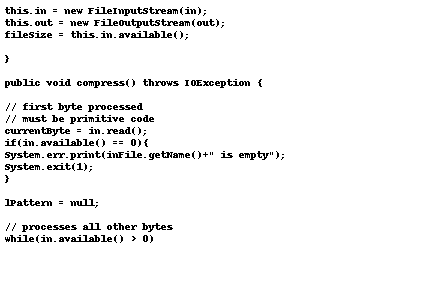 this.in = new FileInputStream(in);
this.out = new FileOutputStream(out);
fileSize = this.in.available();
}
public void compress() throws IOException {
// first byte processed
// must be primitive code
currentByte = in.read();
if(in.available() == 0){
System.err.print(inFile.getName()+" is empty");
System.exit(1);
}
lPattern = null;
// processes all other bytes
while(in.available() > 0)